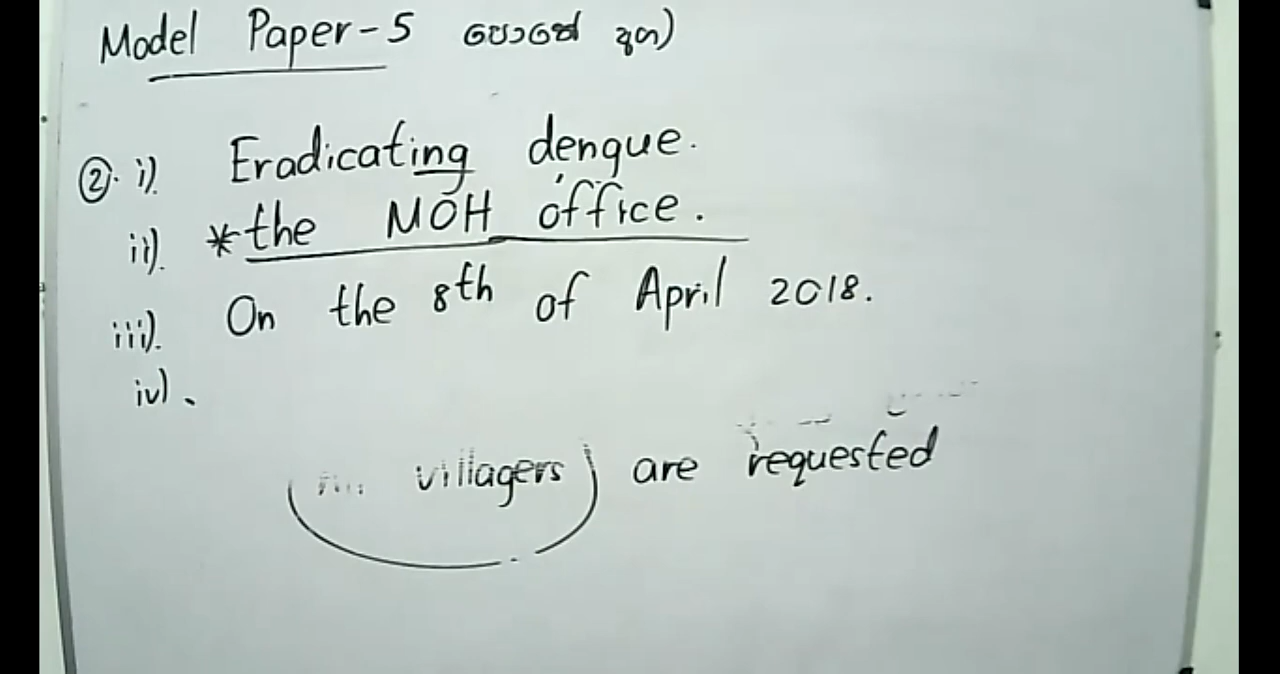 Model Paper-5 පොතේ දුන)
②. i). Eradicating dengue.
ii). *the MOH office.
iii). On the 8th of April 2018.
iv).
villagers) are requested